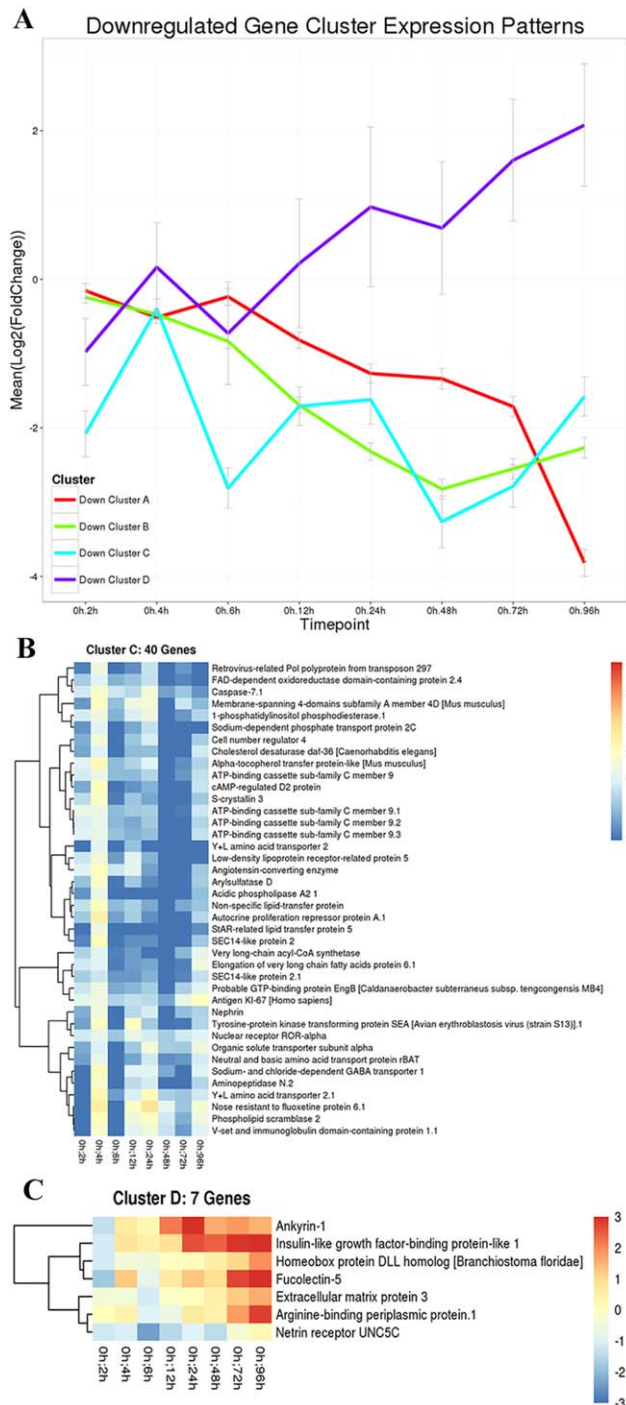 A
Downregulated Gene Cluster Expression Patterns
Mean(Log2(FoldChange))
2
0
-2
-4
Cluster
Down Cluster A
Down Cluster B
Down Cluster C
Down Cluster D
0h.2h 0h.4h 0h.6h 0h.12h 0h.24h 0h.48h 0h.72h 0h.96h
Timepoint
B
Cluster C: 40 Genes
Retrovirus-related Pol polyprotein from transposon 297
FAD-dependent oxidoreductase domain-containing protein 2.4
Caspase-7.1
Membrane-spanning 4-domains subfamily A member 4D [Mus musculus]
1-phosphatidylinositol phosphodiesterase.1
Sodium-dependent phosphate transport protein 2C
Cell number regulator 4
Cholesterol desaturase daf-36 [Caenorhabditis elegans]
Alpha-tocopherol transfer protein-like [Mus musculus]
ATP-binding cassette sub-family C member 9
cAMP-regulated D2 protein
S-crystallin 3
ATP-binding cassette sub-family C member 9.1
ATP-binding cassette sub-family C member 9.2
ATP-binding cassette sub-family C member 9.3
Y+L amino acid transporter 2
Low-density lipoprotein receptor-related protein 5
Angiotensin-converting enzyme
Arylsulfatase D
Acidic phospholipase A2 1
Non-specific lipid-transfer protein
Autocrine proliferation repressor protein A.1
StAR-related lipid transfer protein 5
SEC14-like protein 2
Very long-chain acyl-CoA synthetase
Elongation of very long chain fatty acids protein 6.1
SEC14-like protein 2.1
Probable GTP-binding protein EngB [Caldanaerobacter subterraneus subsp. tengcongensis MB4]
Antigen KI-67 [Homo sapiens]
Nephrin
Tyrosine-protein kinase transforming protein SEA [Avian erythroblastosis virus (strain S13)].1
Nuclear receptor ROR-alpha
Organic solute transporter subunit alpha
Neutral and basic amino acid transport protein rBAT
Sodium- and chloride-dependent GABA transporter 1
Aminopeptidase N.2
Y+L amino acid transporter 2.1
Nose resistant to fluoxetine protein 6.1
Phospholipid scramblase 2
V-set and immunoglobulin domain-containing protein 1.1
0h;2h 0h;4h 0h;6h 0h;12h 0h;24h 0h;48h 0h;72h 0h;96h
C
Cluster D: 7 Genes
Ankyrin-1
Insulin-like growth factor-binding protein-like 1
Homeobox protein DLL homolog [Branchiostoma floridae]
Fucolectin-5
Extracellular matrix protein 3
Arginine-binding periplasmic protein.1
Netrin receptor UNC5C
0h;2h 0h;4h 0h;6h 0h;12h 0h;24h 0h;48h 0h;72h 0h;96h
3
2
1
0
-1
-2
-3